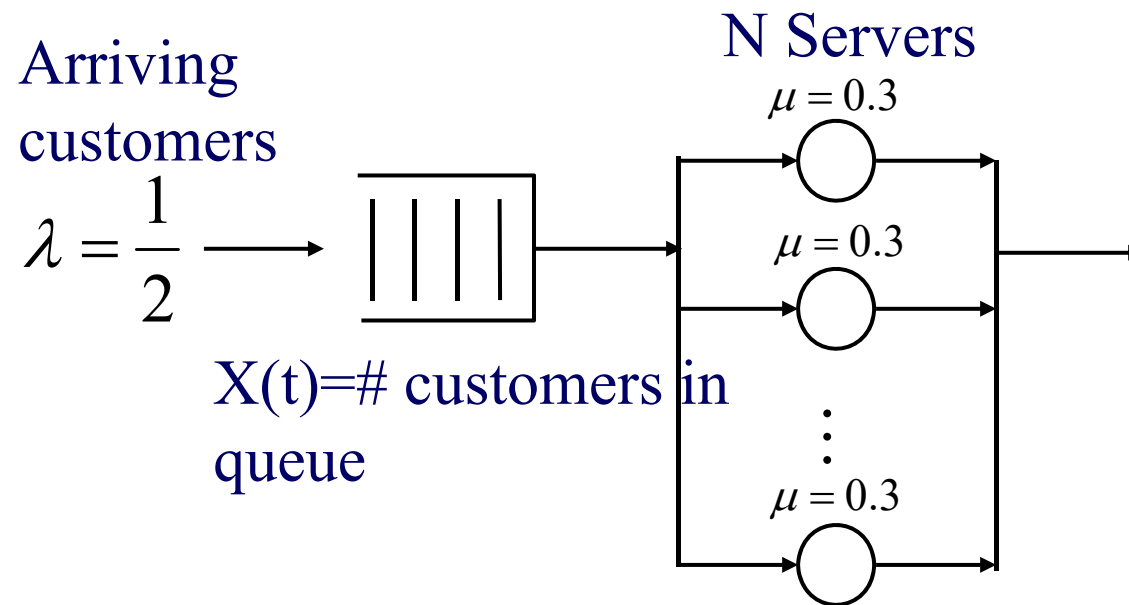 Arriving
customers
λ = 1/2
N Servers
μ = 0.3
μ = 0.3
⋮
μ = 0.3
X(t)=# customers in
queue